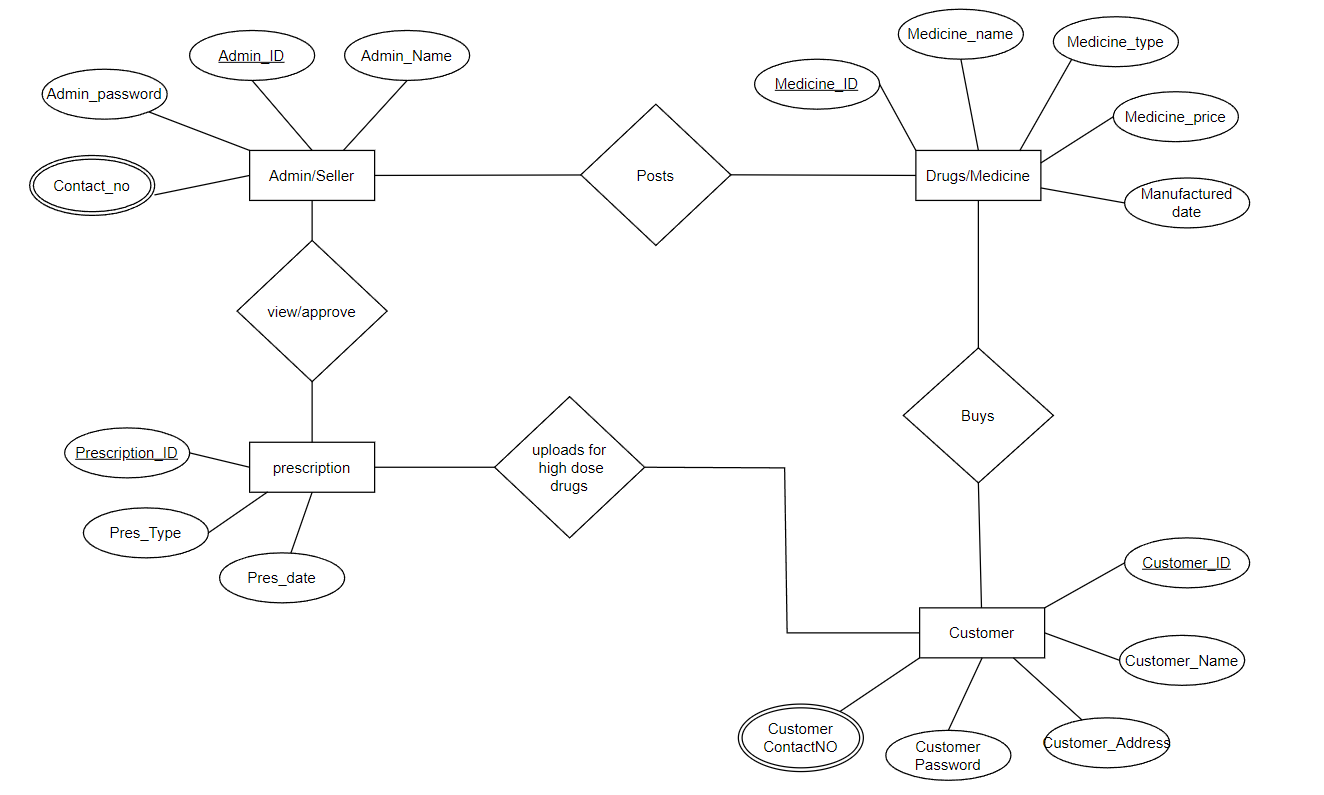 Medicine_name
Medicine_type
Admin_ID
Admin_Name
Medicine_ID
Admin_password
Medicine_price
Contact_no
Admin/Seller
Posts
Drugs/Medicine
Manufactured
date
view/approve
Buys
Prescription_ID
prescription
uploads for
high dose
drugs
Pres_Type
Pres_date
Customer_ID
Customer
Customer_Name
Customer
ContactNO
Customer
Password
Customer_Address